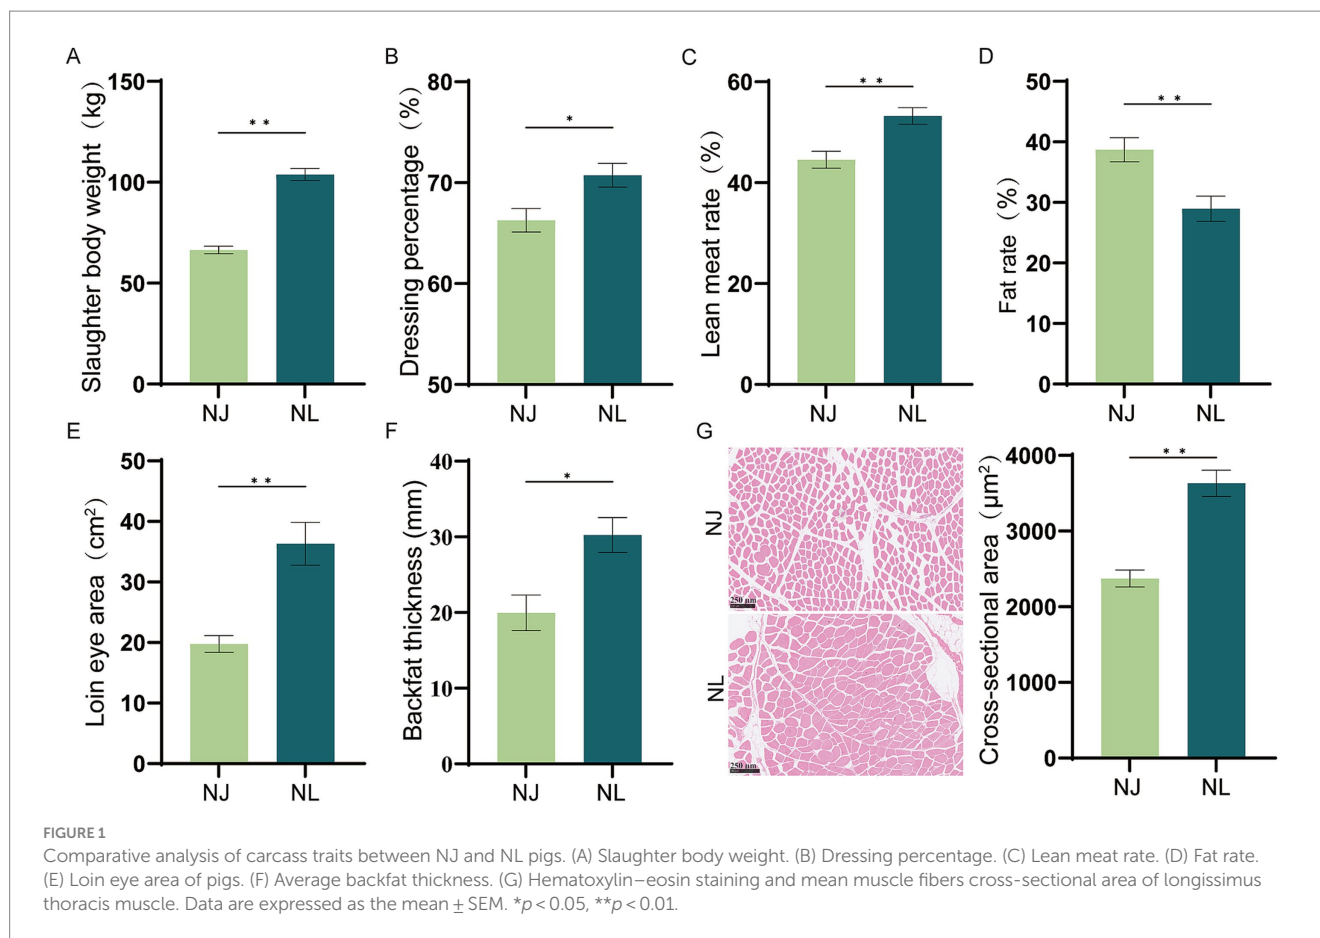 A
Slaughter body weight (kg)
150
100
50
0
**
NJ
NL
B
Dressing percentage (%)
80
70
60
50
*
NJ
NL
C
Lean meat rate (%)
60
40
20
0
**
NJ
NL
D
Fat rate (%)
50
40
30
20
10
0
**
NJ
NL
E
Loin eye area (cm²)
50
40
30
20
10
0
**
NJ
NL
F
Backfat thickness (mm)
40
30
20
10
0
*
NJ
NL
G
NJ
250 μm
NL
250 μm
Cross-sectional area (μm²)
4000
3000
2000
1000
0
**
NJ
NL
FIGURE 1
Comparative analysis of carcass traits between NJ and NL pigs. (A) Slaughter body weight. (B) Dressing percentage. (C) Lean meat rate. (D) Fat rate.
(E) Loin eye area of pigs. (F) Average backfat thickness. (G) Hematoxylin–eosin staining and mean muscle fibers cross-sectional area of longissimus
thoracis muscle. Data are expressed as the mean ± SEM. *p < 0.05, **p < 0.01.